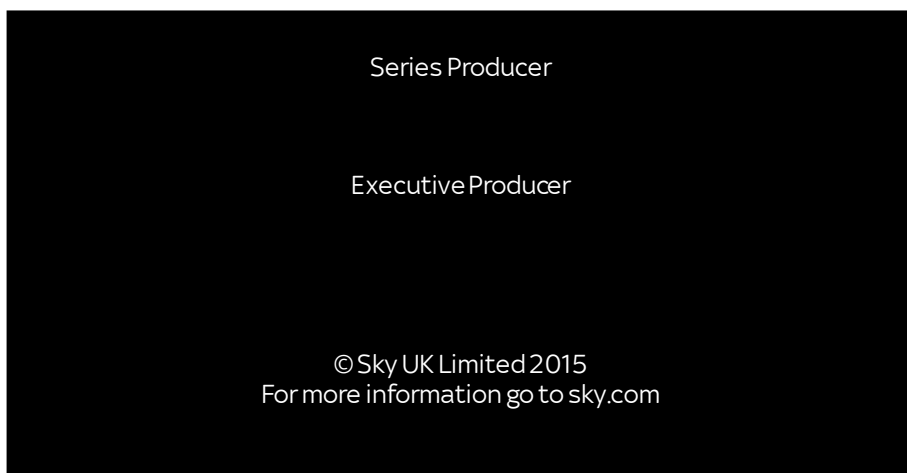 Series Producer
Executive Producer
© Sky UK Limited 2015
For more information go to sky.com